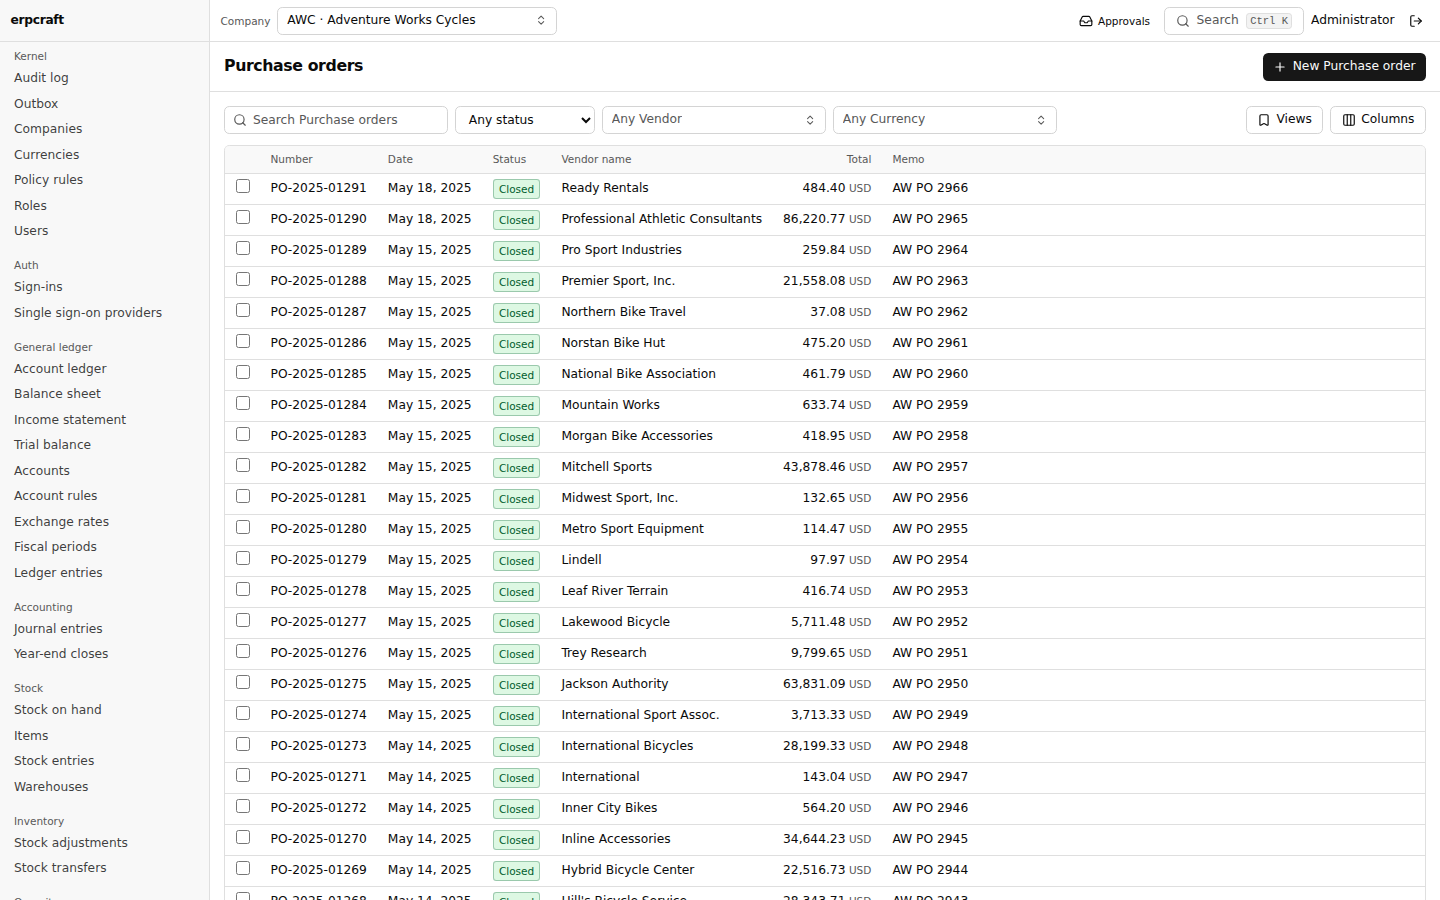 erpcraft
Company AWC · Adventure Works Cycles Approvals Search Ctrl K Administrator
Kernel
Audit log
Outbox
Companies
Currencies
Policy rules
Roles
Users
Auth
Sign-ins
Single sign-on providers
General ledger
Account ledger
Balance sheet
Income statement
Trial balance
Accounts
Account rules
Exchange rates
Fiscal periods
Ledger entries
Accounting
Journal entries
Year-end closes
Stock
Stock on hand
Items
Stock entries
Warehouses
Inventory
Stock adjustments
Stock transfers
Purchase orders New Purchase order
Search Purchase orders Any status Any Vendor Any Currency Views Columns
Number Date Status Vendor name Total Memo
PO-2025-01291 May 18, 2025 Closed Ready Rentals 484.40 USD AW PO 2966
PO-2025-01290 May 18, 2025 Closed Professional Athletic Consultants 86,220.77 USD AW PO 2965
PO-2025-01289 May 15, 2025 Closed Pro Sport Industries 259.84 USD AW PO 2964
PO-2025-01288 May 15, 2025 Closed Premier Sport, Inc. 21,558.08 USD AW PO 2963
PO-2025-01287 May 15, 2025 Closed Northern Bike Travel 37.08 USD AW PO 2962
PO-2025-01286 May 15, 2025 Closed Norstan Bike Hut 475.20 USD AW PO 2961
PO-2025-01285 May 15, 2025 Closed National Bike Association 461.79 USD AW PO 2960
PO-2025-01284 May 15, 2025 Closed Mountain Works 633.74 USD AW PO 2959
PO-2025-01283 May 15, 2025 Closed Morgan Bike Accessories 418.95 USD AW PO 2958
PO-2025-01282 May 15, 2025 Closed Mitchell Sports 43,878.46 USD AW PO 2957
PO-2025-01281 May 15, 2025 Closed Midwest Sport, Inc. 132.65 USD AW PO 2956
PO-2025-01280 May 15, 2025 Closed Metro Sport Equipment 114.47 USD AW PO 2955
PO-2025-01279 May 15, 2025 Closed Lindell 97.97 USD AW PO 2954
PO-2025-01278 May 15, 2025 Closed Leaf River Terrain 416.74 USD AW PO 2953
PO-2025-01277 May 15, 2025 Closed Lakewood Bicycle 5,711.48 USD AW PO 2952
PO-2025-01276 May 15, 2025 Closed Trey Research 9,799.65 USD AW PO 2951
PO-2025-01275 May 15, 2025 Closed Jackson Authority 63,831.09 USD AW PO 2950
PO-2025-01274 May 15, 2025 Closed International Sport Assoc. 3,713.33 USD AW PO 2949
PO-2025-01273 May 14, 2025 Closed International Bicycles 28,199.33 USD AW PO 2948
PO-2025-01271 May 14, 2025 Closed International 143.04 USD AW PO 2947
PO-2025-01272 May 14, 2025 Closed Inner City Bikes 564.20 USD AW PO 2946
PO-2025-01270 May 14, 2025 Closed Inline Accessories 34,644.23 USD AW PO 2945
PO-2025-01269 May 14, 2025 Closed Hybrid Bicycle Center 22,516.73 USD AW PO 2944
PO-2025-01268 May 14, 2025 Closed Hill's Bicycle Service 28,343.71 USD AW PO 2943